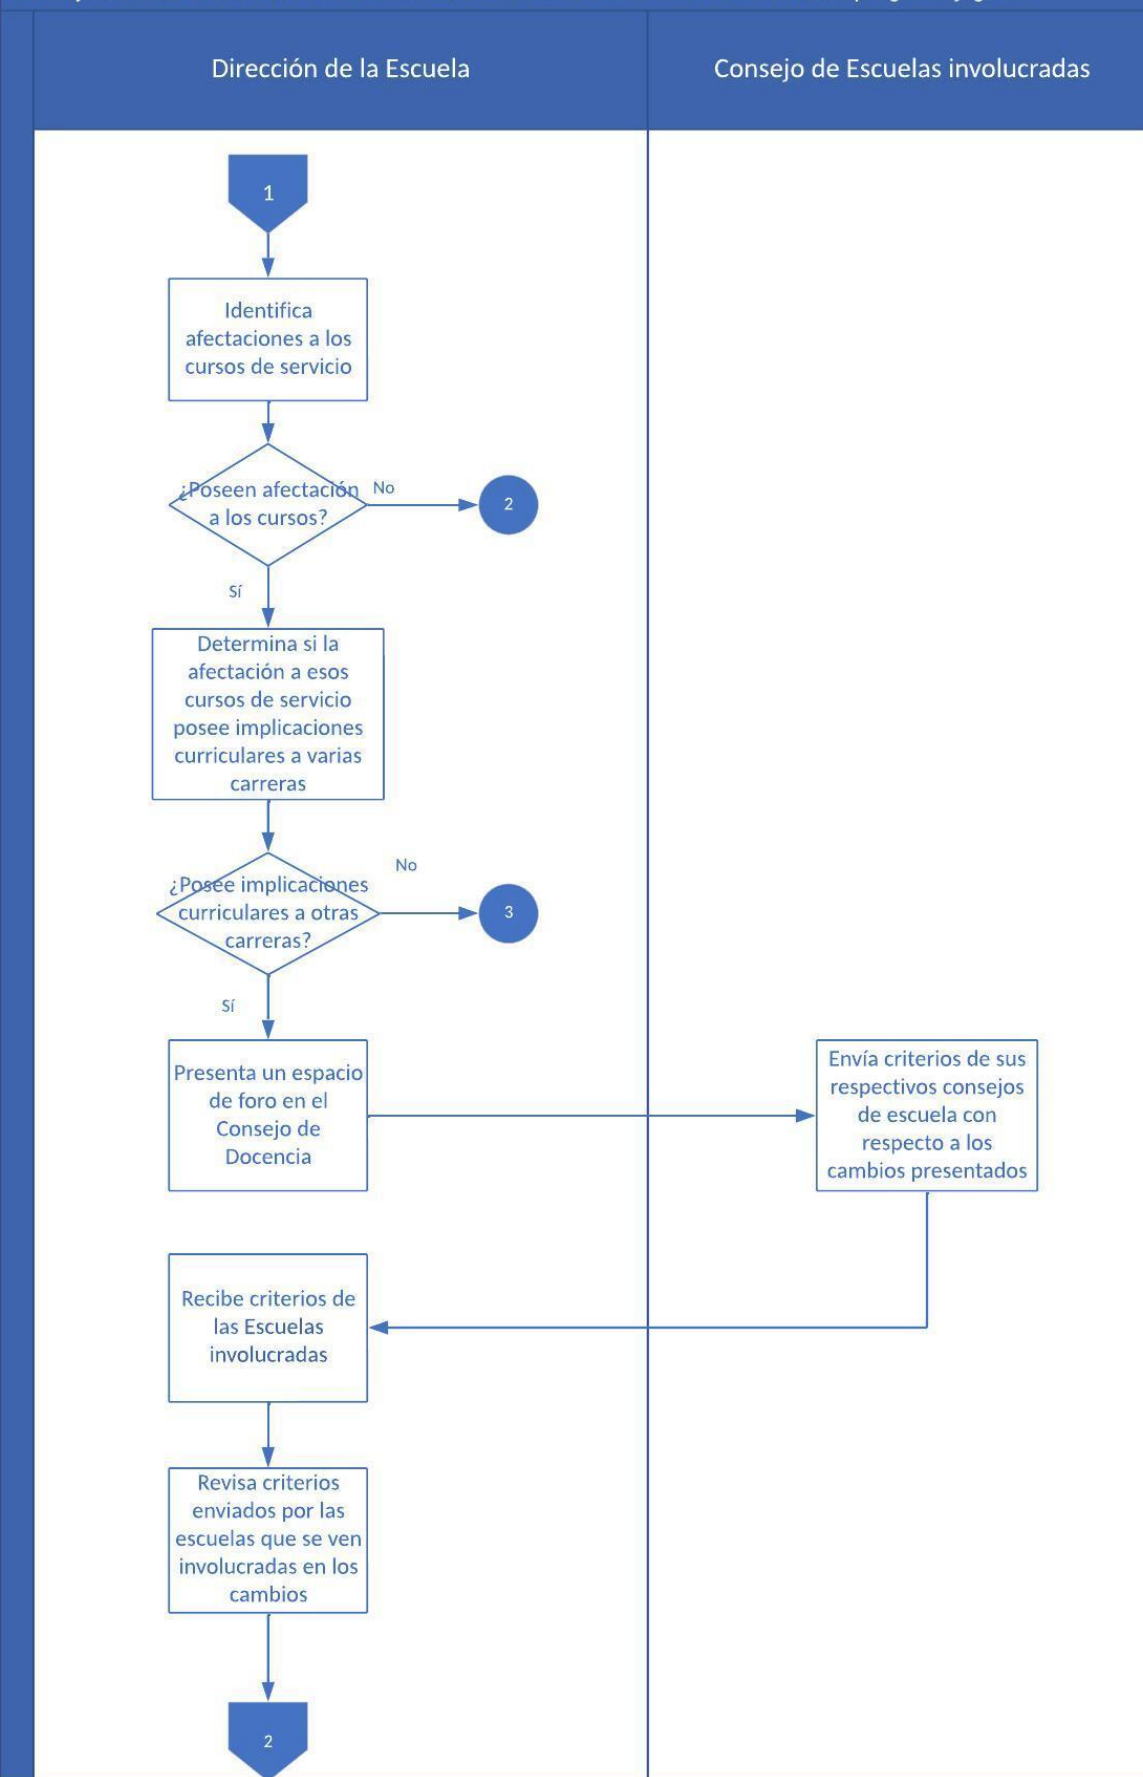 Dirección de la Escuela
Consejo de Escuelas involucradas
1
Identifica
afectaciones a los
cursos de servicio
¿Poseen afectación
a los cursos?
No
2
Sí
Determina si la
afectación a esos
cursos de servicio
posee implicaciones
curriculares a varias
carreras
¿Posee implicaciones
curriculares a otras
carreras?
No
3
Sí
Presenta un espacio
de foro en el
Consejo de
Docencia
Envía criterios de sus
respectivos consejos
de escuela con
respecto a los
cambios presentados
Recibe criterios de
las Escuelas
involucradas
Revisa criterios
enviados por las
escuelas que se ven
involucradas en los
cambios
2